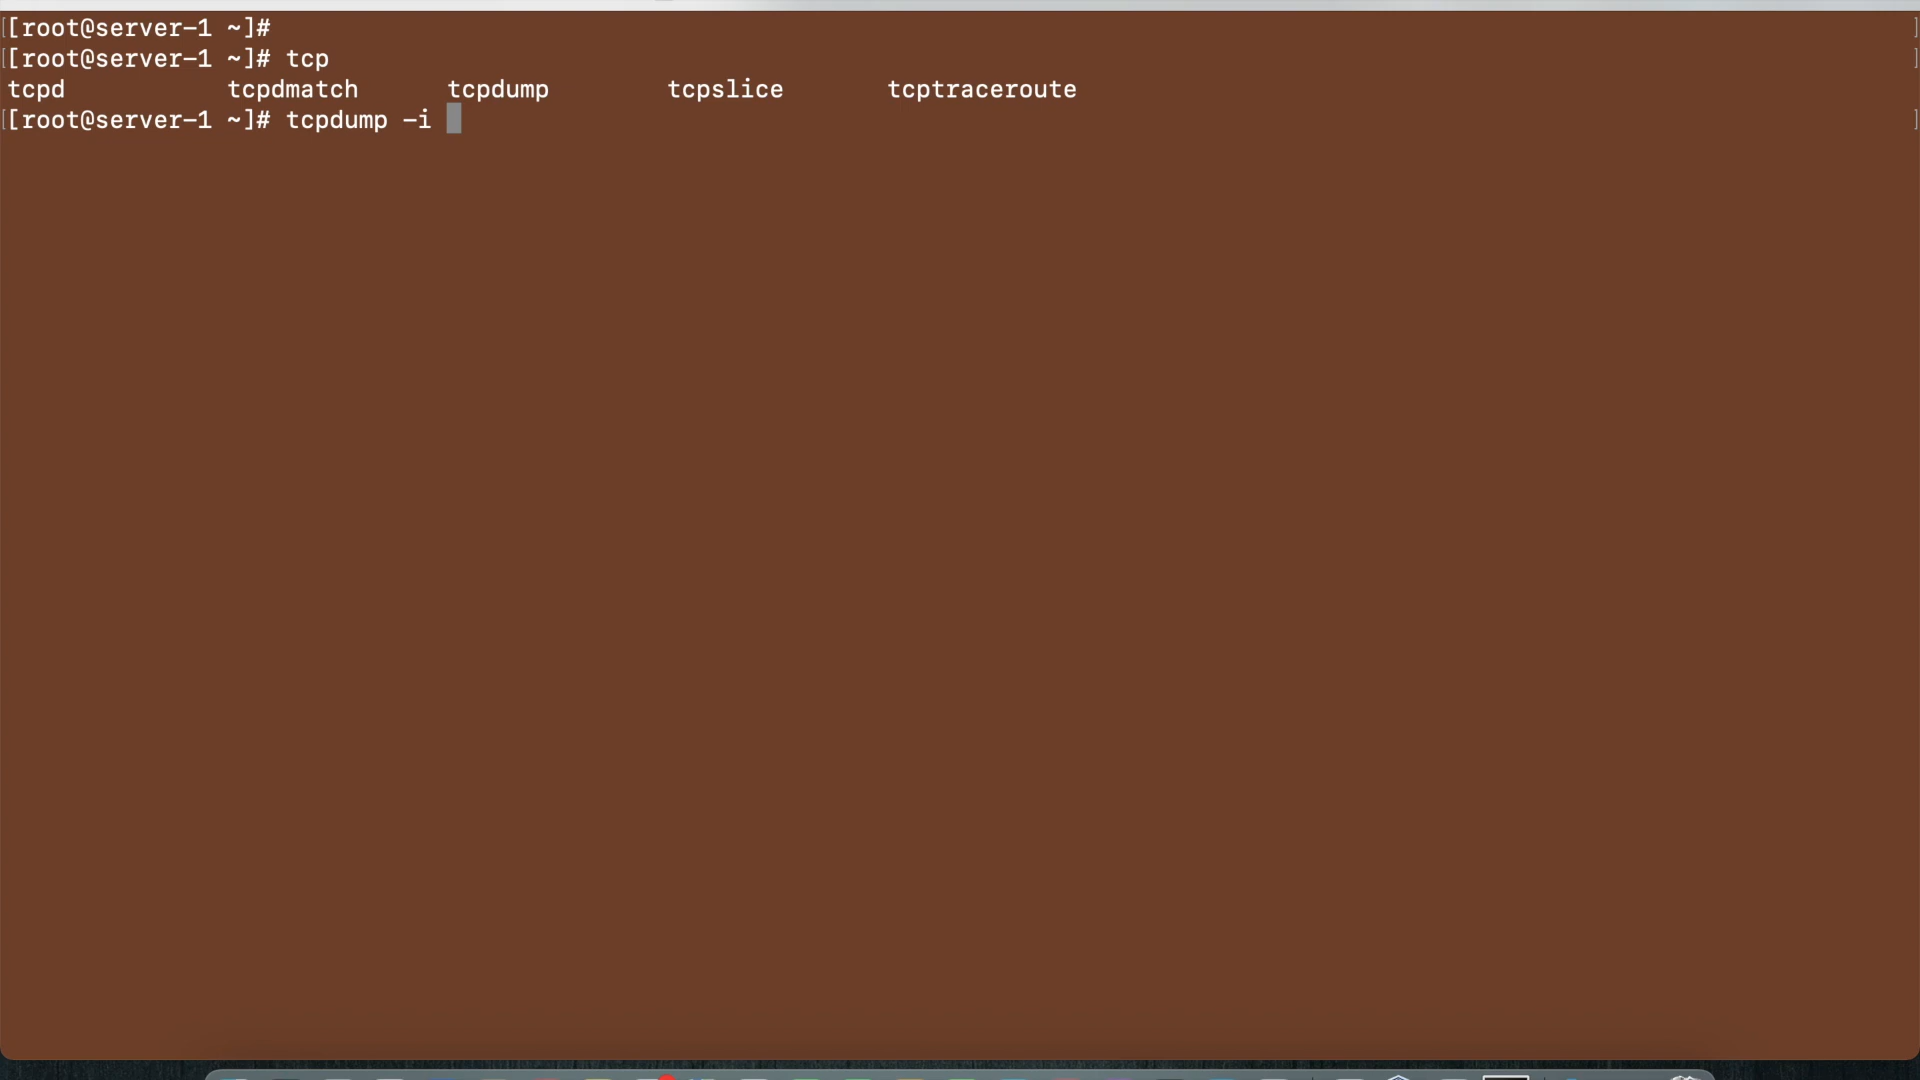 [root@server-1 ~]#
[root@server-1 ~]# tcp
tcpd tcpdmatch tcpdump tcpslice tcptraceroute
[root@server-1 ~]# tcpdump -i